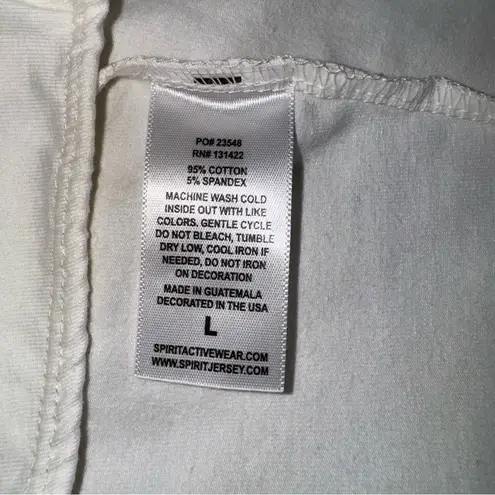 PO# 23548
RN# 131422
95% COTTON
5% SPANDEX
MACHINE WASH COLD
INSIDE OUT WITH LIKE
COLORS, GENTLE CYCLE
DO NOT BLEACH, TUMBLE
DRY LOW, COOL IRON IF
NEEDED, DO NOT IRON
ON DECORATION
MADE IN GUATEMALA
DECORATED IN THE USA
L
SPIRITACTIVEWEAR.COM
WWW.SPIRITJERSEY.COM